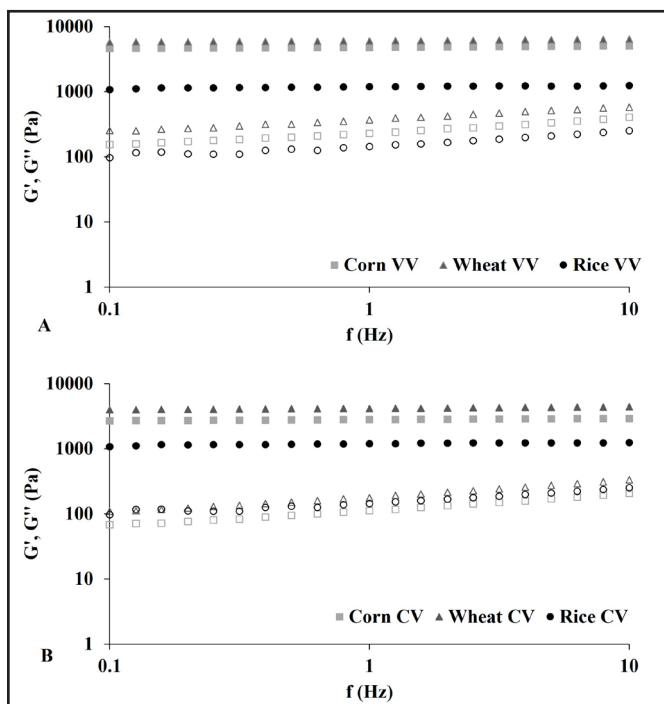 10000
1000
100
10
1
G', G'' (Pa)
0.1 1 10
f (Hz)
Corn VV Wheat VV Rice VV
A
10000
1000
100
10
1
G', G'' (Pa)
0.1 1 10
f (Hz)
Corn CV Wheat CV Rice CV
B